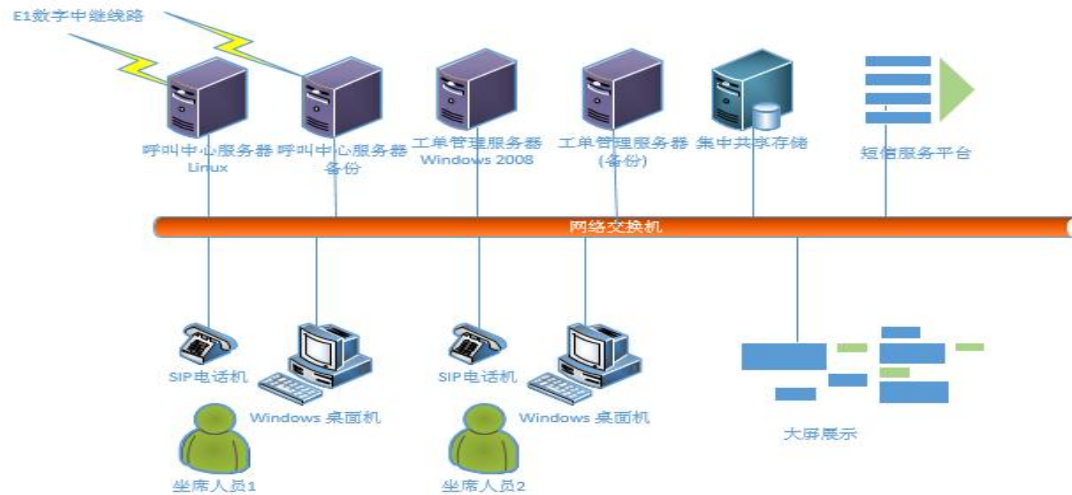 E1数字中继线路
呼叫中心服务器
Linux
呼叫中心服务器
备份
工单管理服务器
Windows 2008
工单管理服务器
(备份)
集中共享存储
短信服务平台
网络交换机
SIP电话机
Windows 桌面机
SIP电话机
Windows 桌面机
大屏展示
坐席人员1
坐席人员2